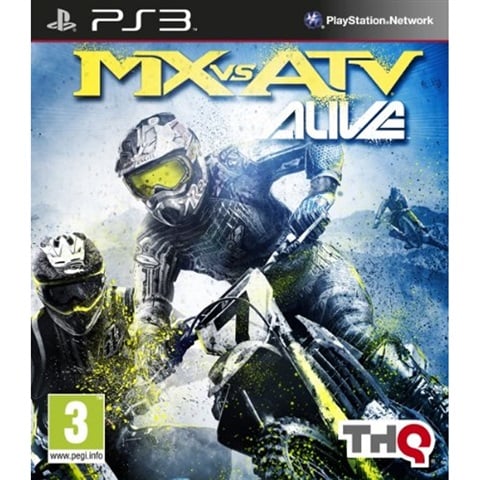 PS3
PlayStation®Network
MX vs ATV
ALIVE
3
www.pegi.info
THQ